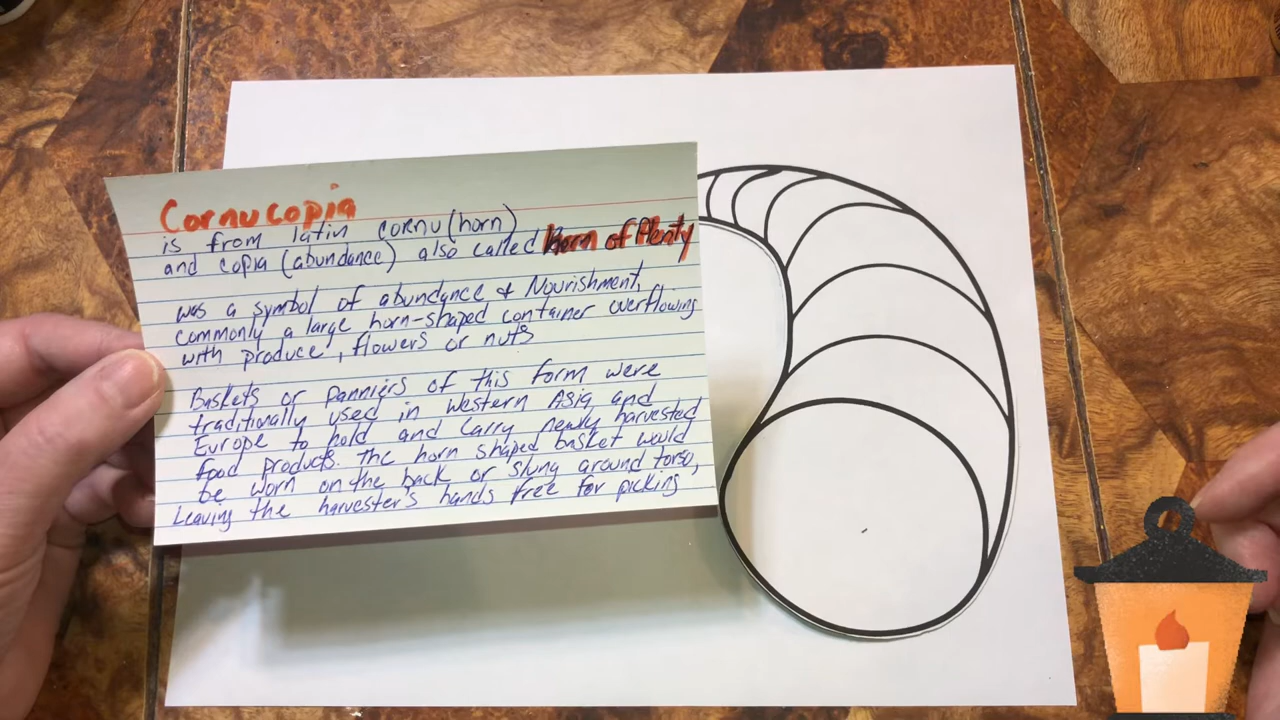 Cornucopia
is from latin cornu (horn)
and copia (abundance) also called Horn of Plenty
was a symbol of abundance & Nourishment,
commonly a large horn-shaped container overflowing
with produce, flowers or nuts
Baskets or panniers of this form were
traditionally used in Western Asia and
Europe to hold and carry newly harvested
food products. The horn shaped basket would
be worn on the back or slung around torso,
Leaving the harvester's hands free for picking